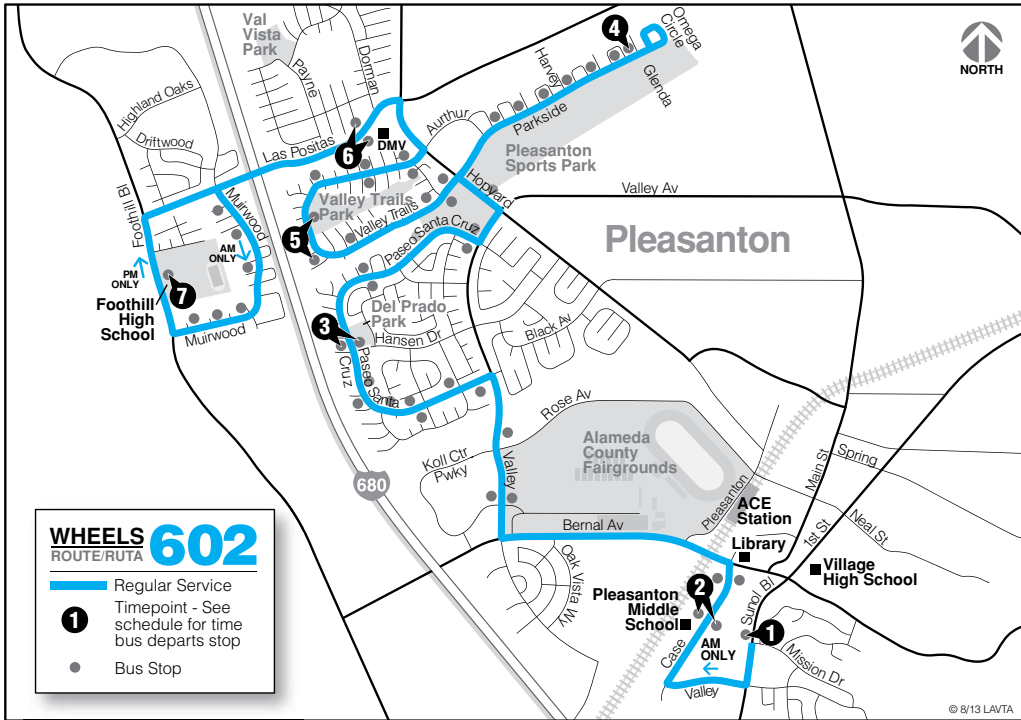 Val
Vista
Park
Payne
Dorman
4
Omega
Circle
NORTH
Harvey
Glenda
Highland Oaks
Aurthur
Parkside
Driftwood
Las Positas
6
DMV
Pleasanton
Sports Park
Foothill Bl
Muirwood
Valley Trails
Park
Hopyard
Valley Av
Valley Trails
Paseo Santa Cruz
Pleasanton
5
AM
ONLY
PM
ONLY
7
Foothill
High
School
Muirwood
Del Prado
Park
3
Hansen Dr
Black Av
Cruz
Paseo Santa
Rose Av
Koll Ctr
Pwky
Valley
Alameda
County
Fairgrounds
680
Main St
Spring
Pleasanton
ACE
Station
1st St
Neal St
Bernal Av
Library
Village
High School
Oak Vista Wy
Pleasanton
Middle
School
2
Sunol Bl
1
Case
AM
ONLY
Mission Dr
Valley
WHEELS
ROUTE/RUTA
602
Regular Service
1
Timepoint - See
schedule for time
bus departs stop
Bus Stop
© 8/13 LAVTA